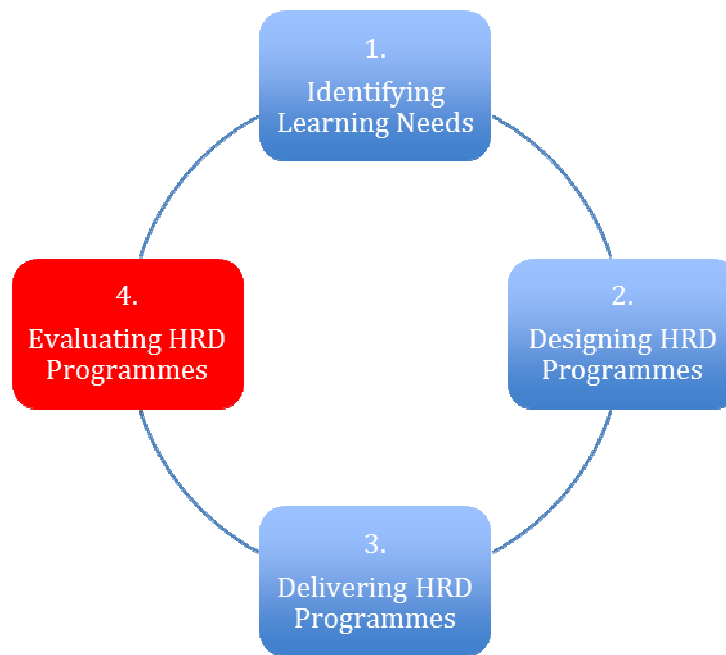 1.
Identifying
Learning Needs
2.
Designing HRD
Programmes
3.
Delivering HRD
Programmes
4.
Evaluating HRD
Programmes